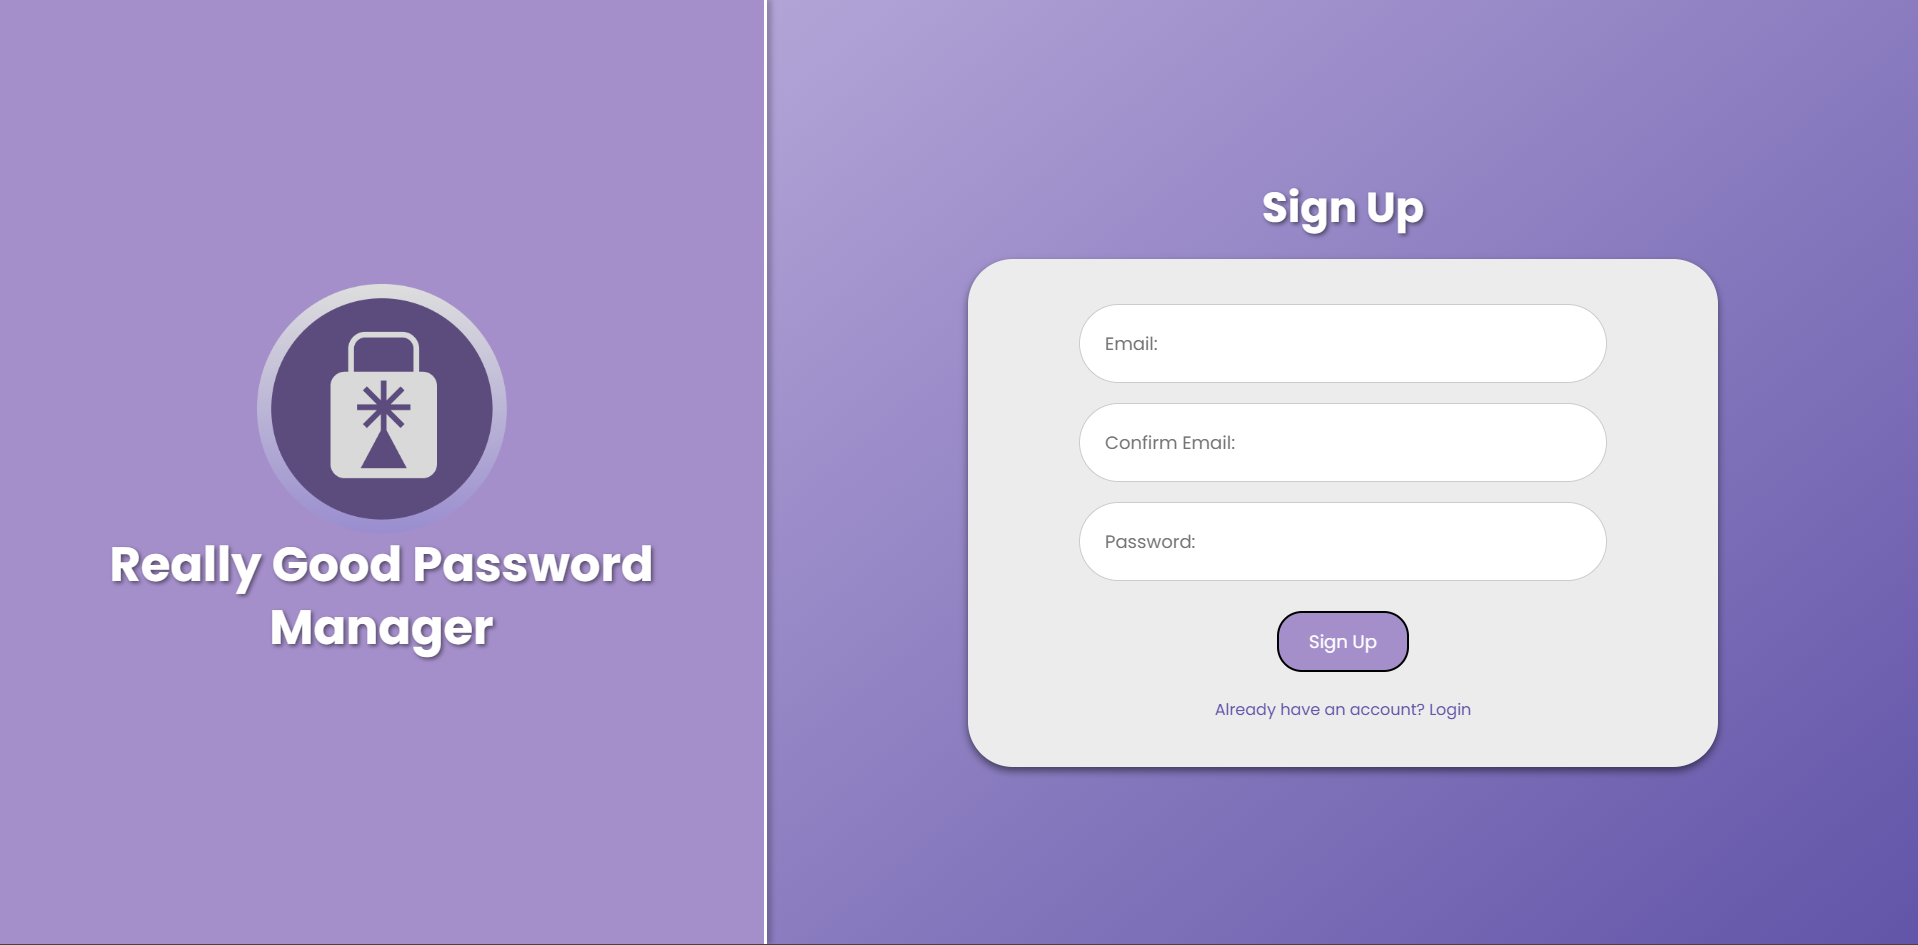 Really Good Password
Manager
Sign Up
Email:
Confirm Email:
Password:
Sign Up
Already have an account? Login